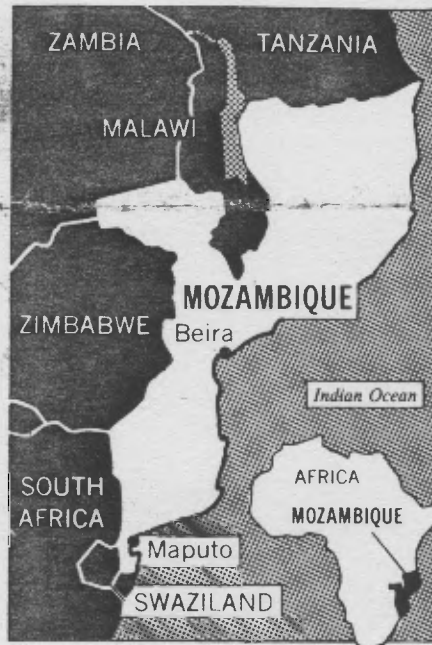 ZAMBIA
TANZANIA
MALAWI
MOZAMBIQUE
ZIMBABWE
Beira
Indian Ocean
SOUTH
AFRICA
AFRICA
MOZAMBIQUE
Maputo
SWAZILAND